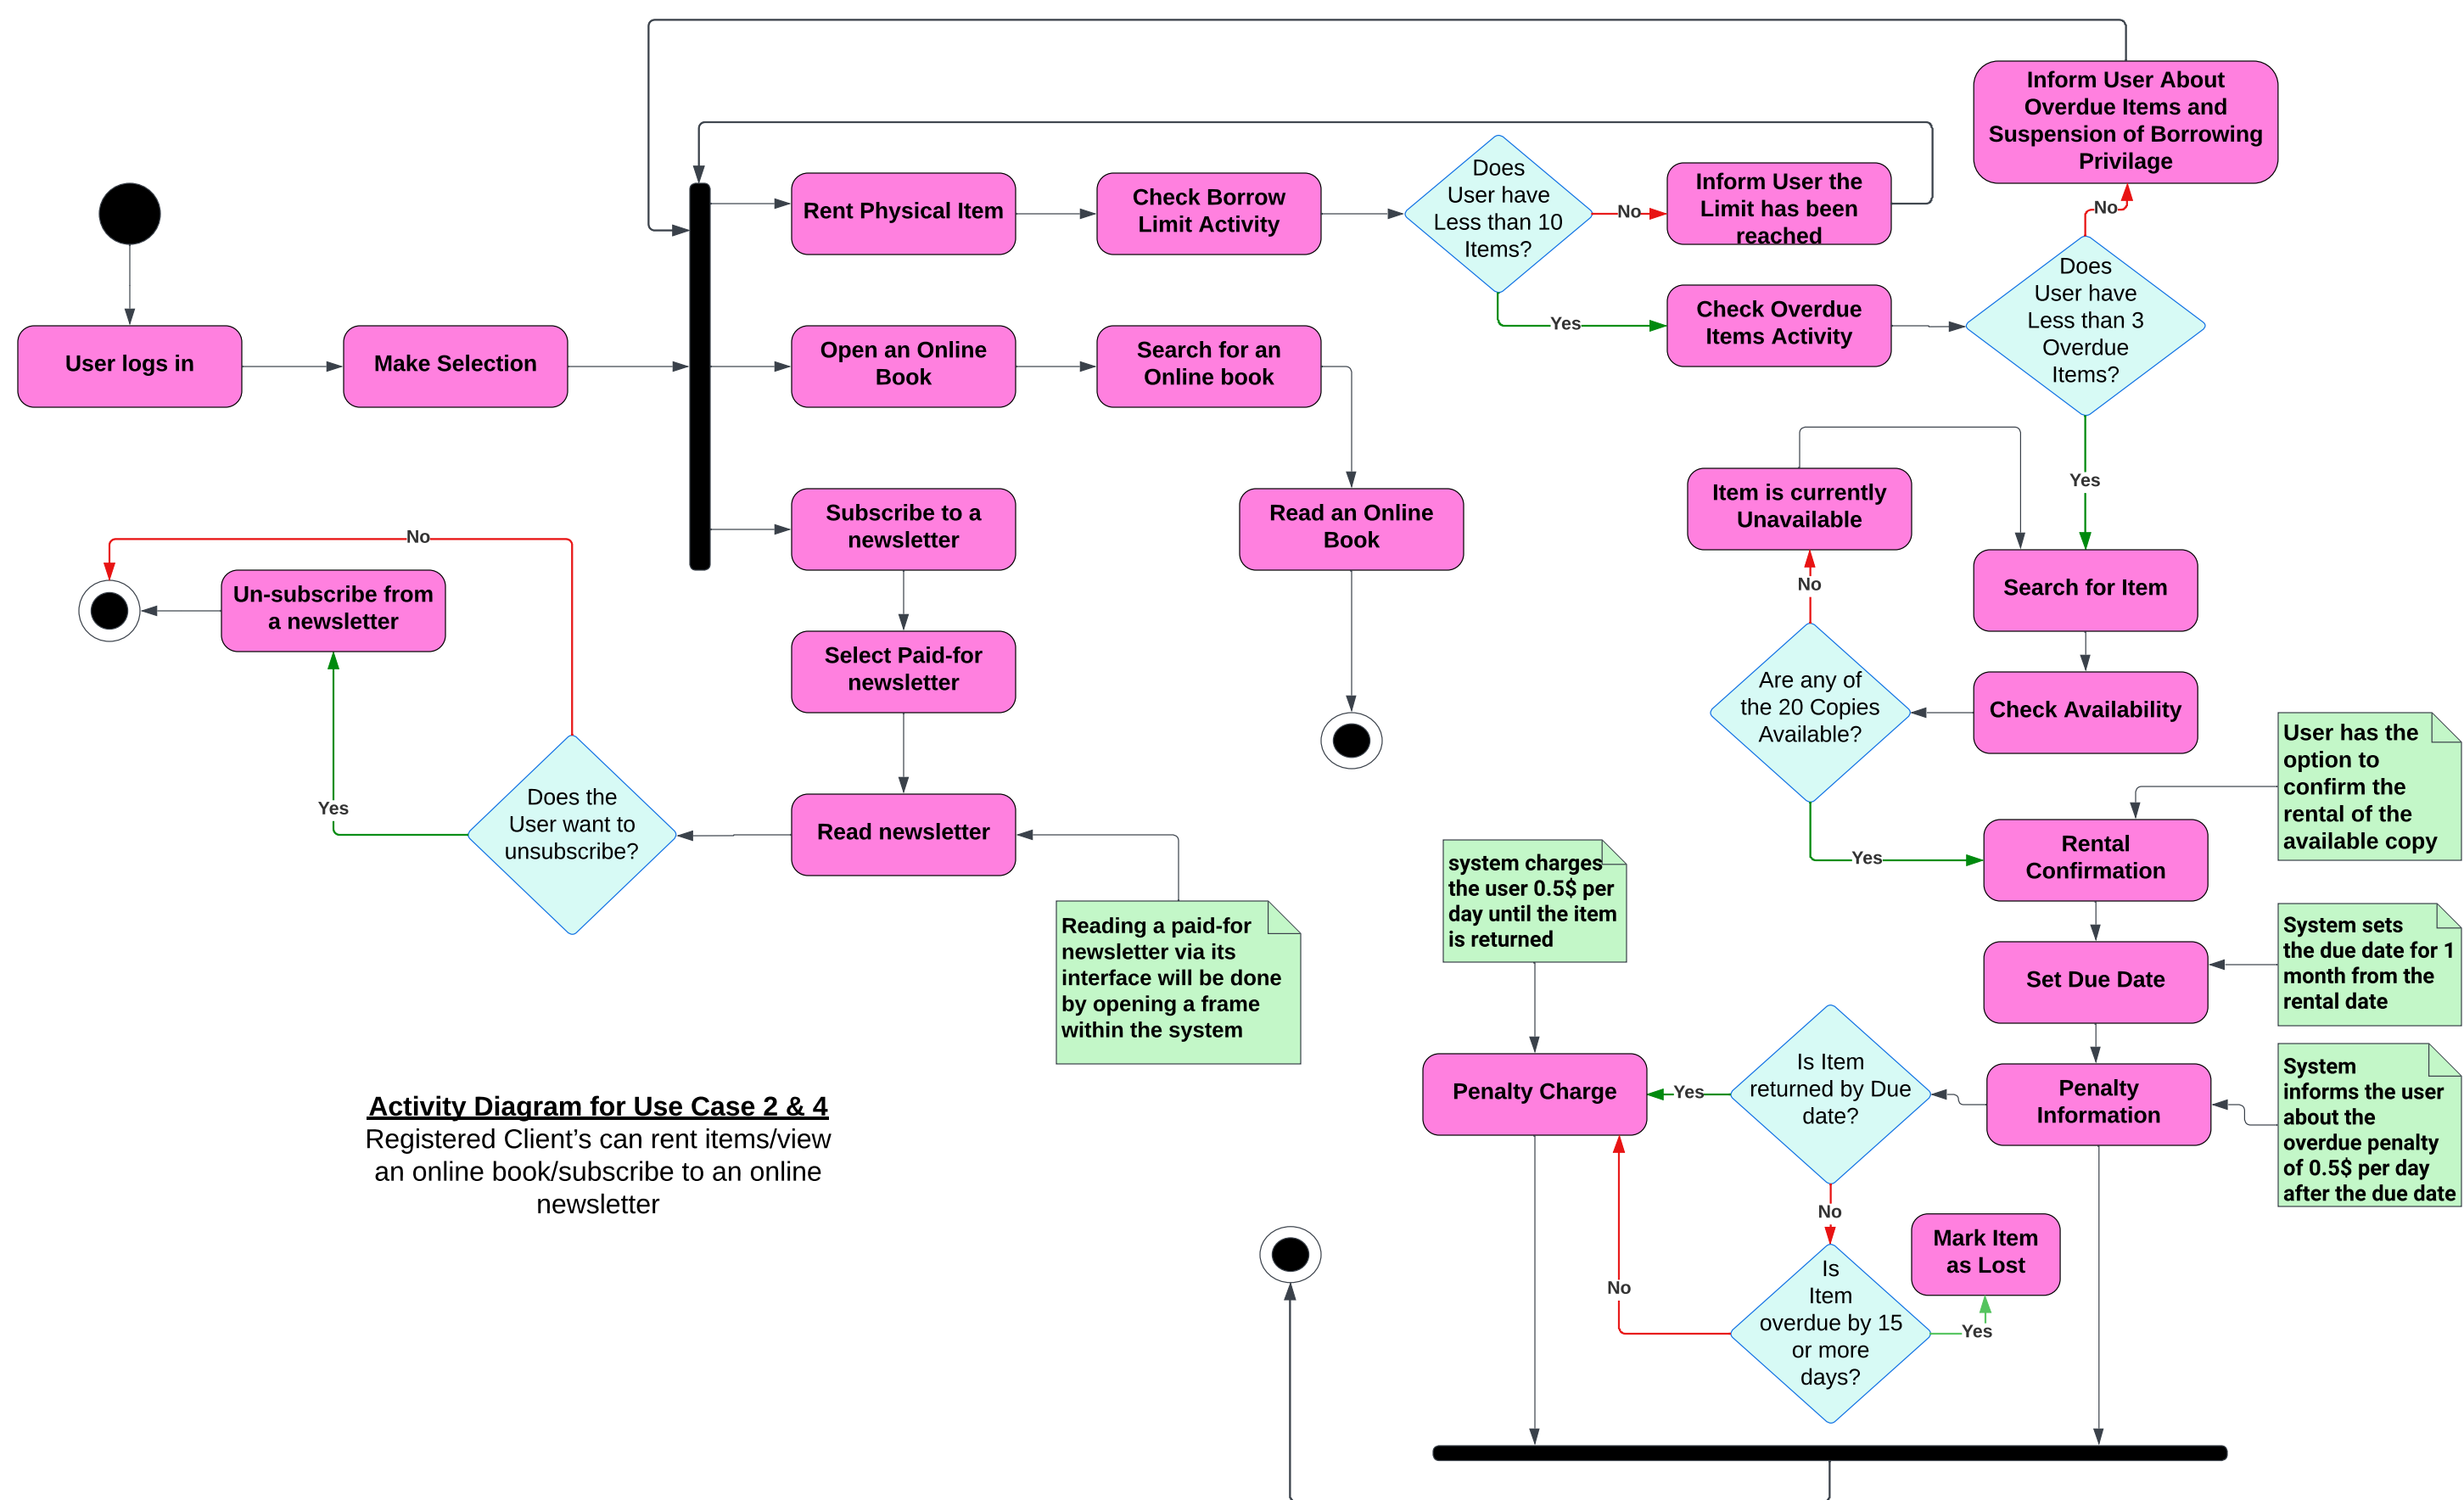 Inform User About
Overdue Items and
Suspension of Borrowing
Privilage
Does
User have
Less than 10
Items?
No
Inform User the
Limit has been
reached
Rent Physical Item
Check Borrow
Limit Activity
No
Does
User have
Less than 3
Overdue
Items?
Yes
Check Overdue
Items Activity
User logs in
Make Selection
Open an Online
Book
Search for an
Online book
Yes
Item is currently
Unavailable
Subscribe to a
newsletter
Read an Online
Book
No
Un-subscribe from
a newsletter
No
Search for Item
Select Paid-for
newsletter
Are any of
the 20 Copies
Available?
Check Availability
User has the
option to
confirm the
rental of the
available copy
Yes
Does the
User want to
unsubscribe?
Read newsletter
Yes
Rental
Confirmation
system charges
the user 0.5$ per
day until the item
is returned
Reading a paid-for
newsletter via its
interface will be done
by opening a frame
within the system
System sets
the due date for 1
month from the
rental date
Set Due Date
Penalty Charge
Yes
Is Item
returned by Due
date?
Penalty
Information
System
informs the user
about the
overdue penalty
of 0.5$ per day
after the due date
Activity Diagram for Use Case 2 & 4
Registered Client’s can rent items/view
an online book/subscribe to an online
newsletter
No
Mark Item
as Lost
No
Is
Item
overdue by 15
or more
days?
Yes